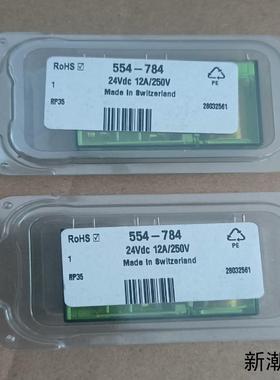 RoHS ☑
554-784
24Vdc 12A/250V
Made in Switzerland
PE
1
RP35
28032561
RoHS ☑
554-784
24Vdc 12A/250V
Made in Switzerland
PE
1
RP35
28032561
新潮